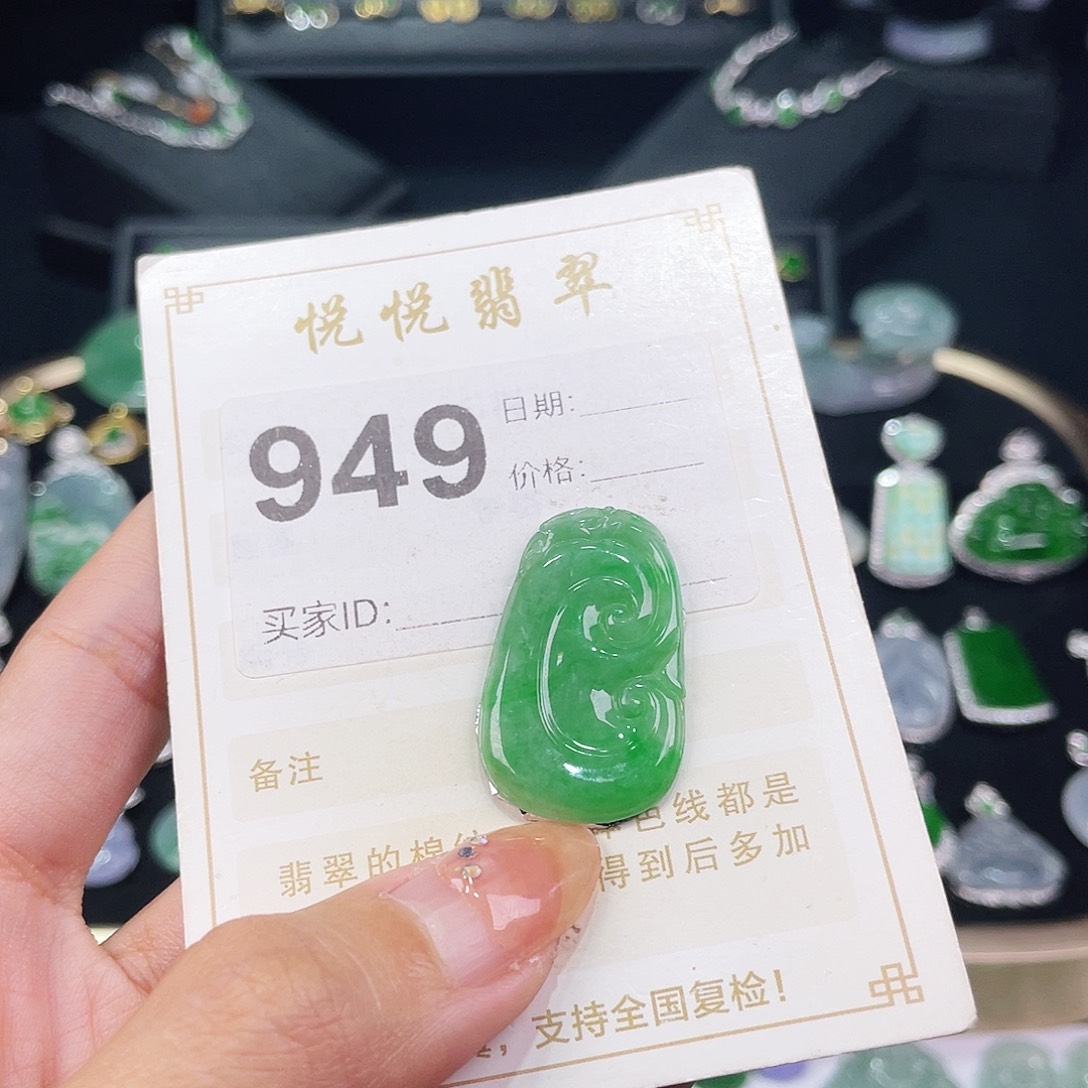 悦悦翡翠
949
日期:
价格:
买家ID:
备注
翡翠的棉 色线都是
得到后多加
，支持全国复检！